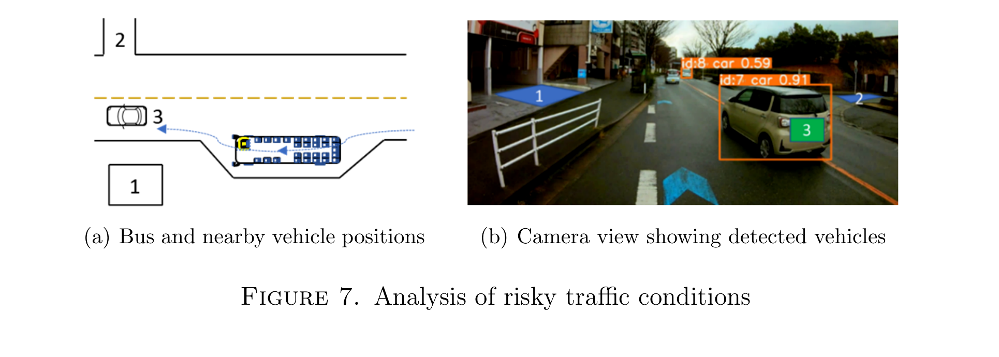 2
3
1
id:8 car 0.59
id:7 car 0.91
1
2
3
(a) Bus and nearby vehicle positions
(b) Camera view showing detected vehicles
FIGURE 7. Analysis of risky traffic conditions